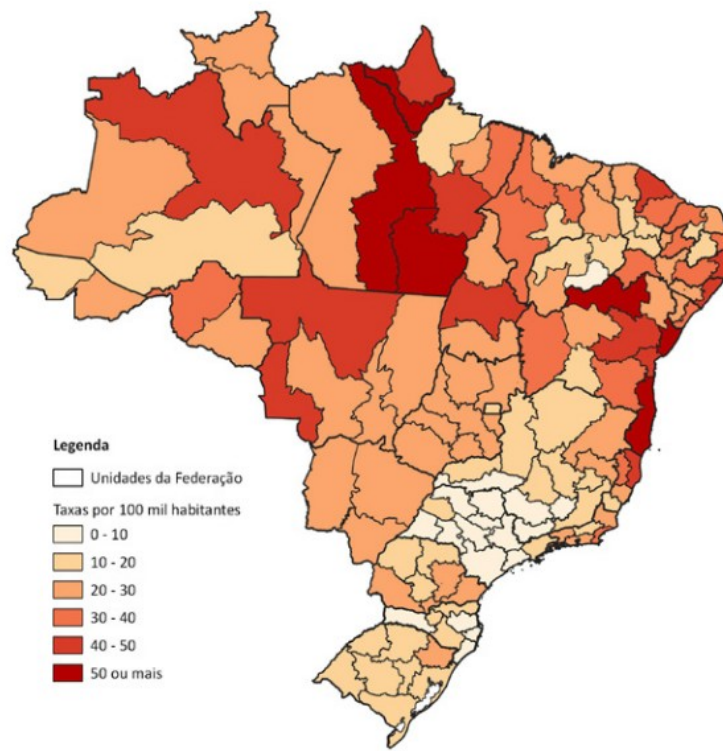 Legenda
Unidades da Federação
Taxas por 100 mil habitantes
0 - 10
10 - 20
20 - 30
30 - 40
40 - 50
50 ou mais